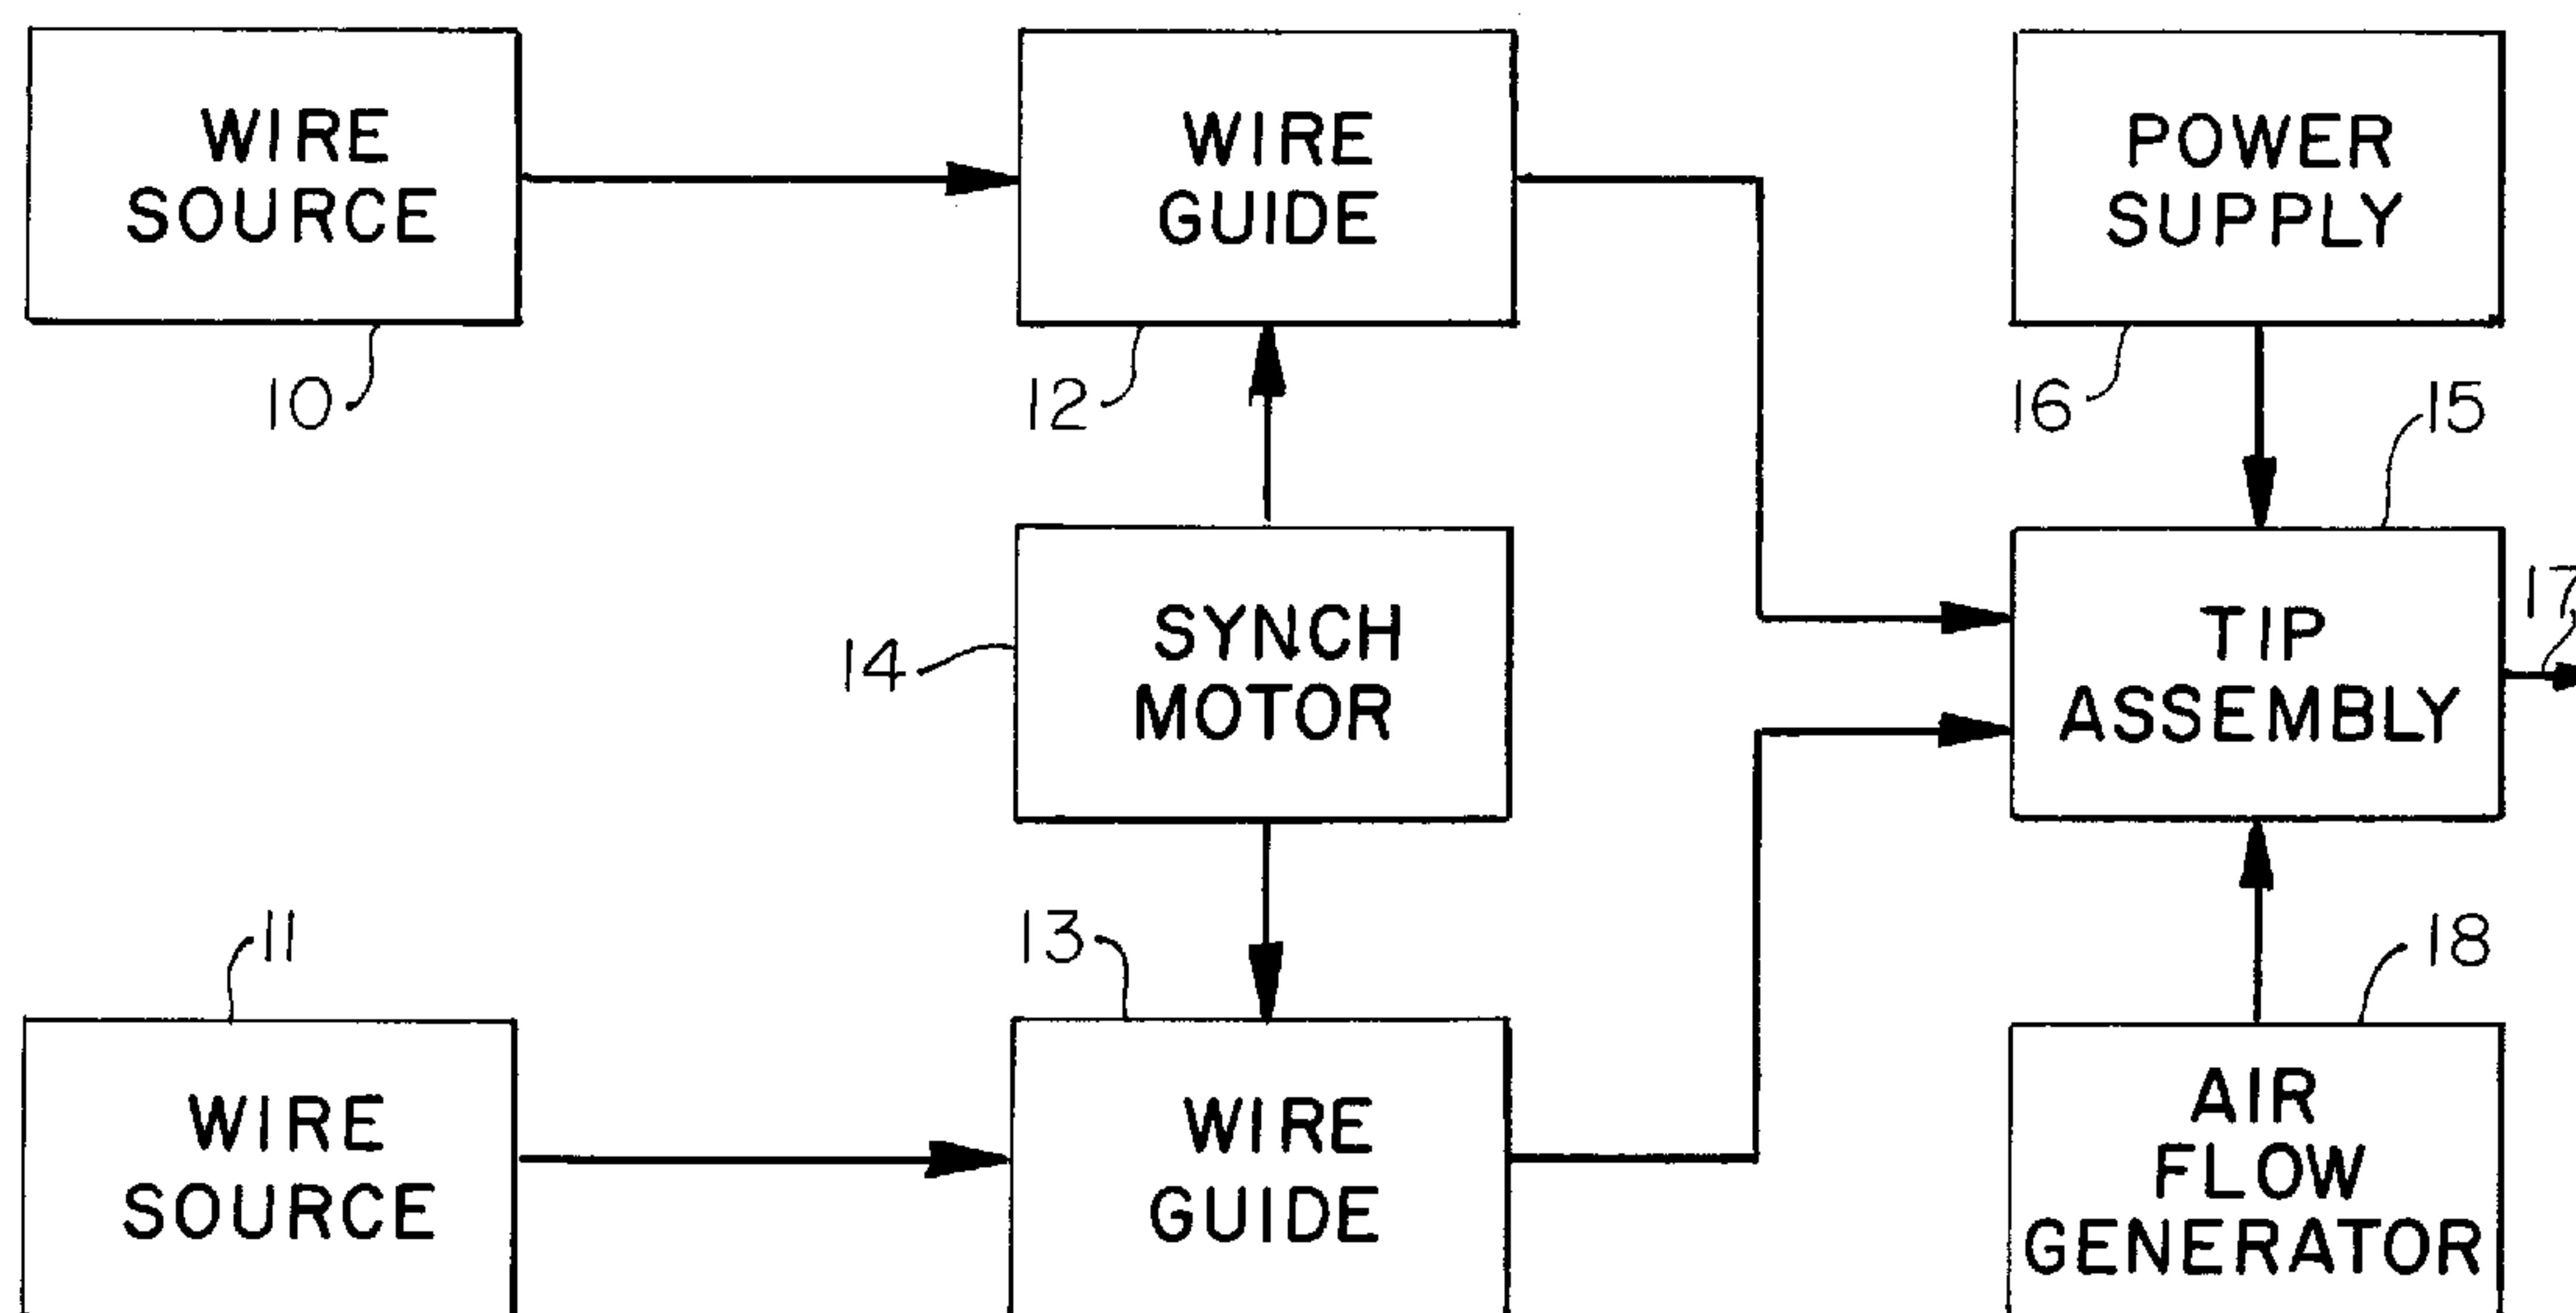 WIRE
SOURCE
10
WIRE
GUIDE
12
POWER
SUPPLY
16
15
SYNCH
MOTOR
14
TIP
ASSEMBLY
17
11
WIRE
SOURCE
13
WIRE
GUIDE
18
AIR
FLOW
GENERATOR